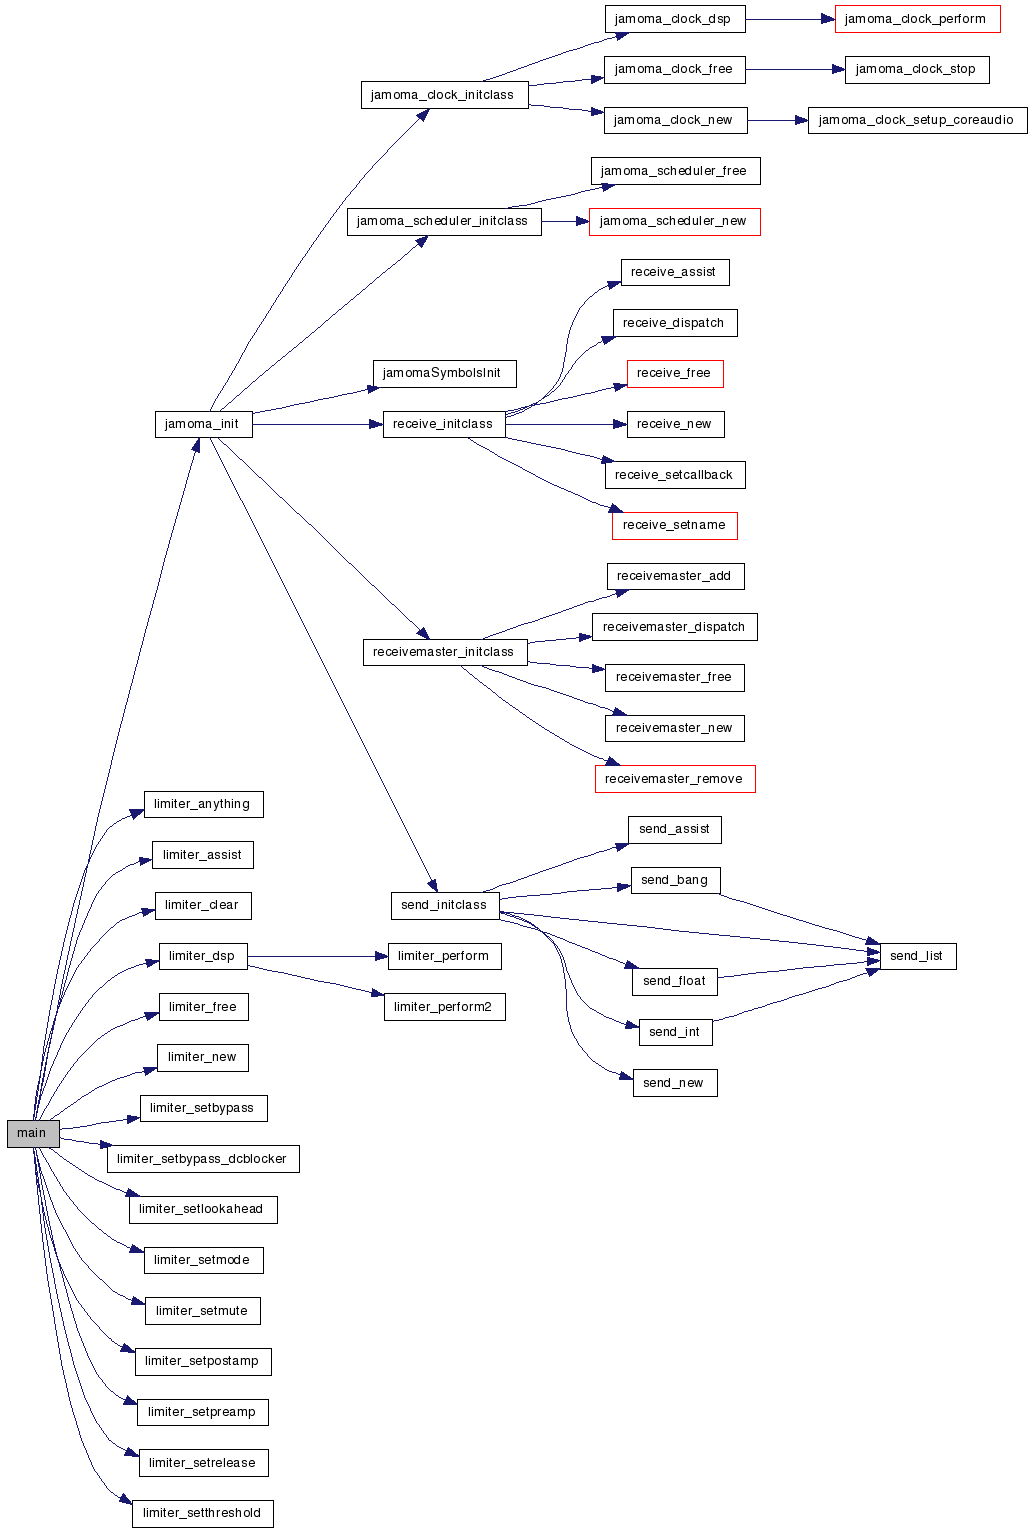 jamoma_clock_dsp
jamoma_clock_perform
jamoma_clock_free
jamoma_clock_stop
jamoma_clock_initclass
jamoma_clock_new
jamoma_clock_setup_coreaudio
jamoma_scheduler_free
jamoma_scheduler_initclass
jamoma_scheduler_new
receive_assist
receive_dispatch
jamomaSymbolsInit
receive_free
jamoma_init
receive_initclass
receive_new
receive_setcallback
receive_setname
receivemaster_add
receivemaster_dispatch
receivemaster_initclass
receivemaster_free
receivemaster_new
receivemaster_remove
limiter_anything
send_assist
limiter_assist
send_bang
limiter_clear
send_initclass
limiter_dsp
limiter_perform
send_list
send_float
limiter_free
limiter_perform2
send_int
limiter_new
send_new
limiter_setbypass
main
limiter_setbypass_dcblocker
limiter_setlookahead
limiter_setmode
limiter_setmute
limiter_setpostamp
limiter_setpreamp
limiter_setrelease
limiter_setthreshold